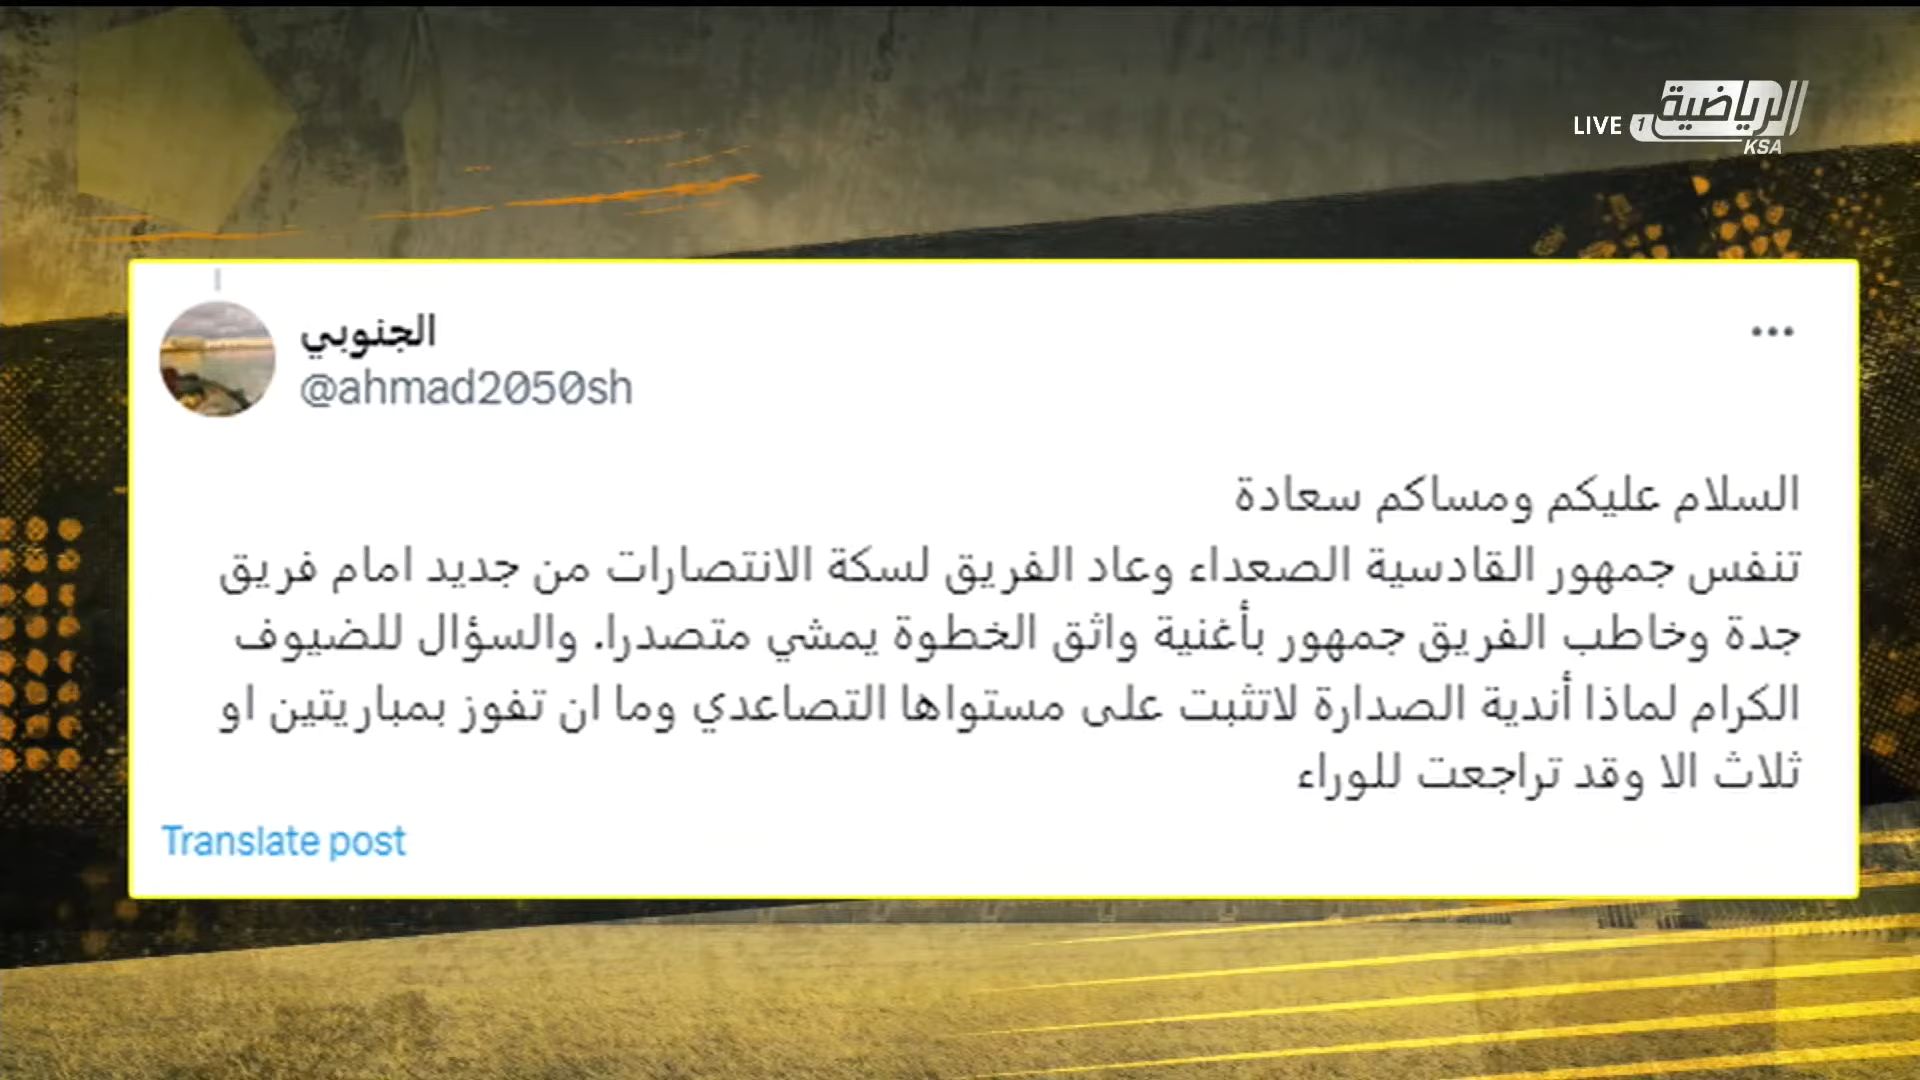 LIVE 1 الرياضية
KSA
الجنوبي
@ahmad2050sh
السلام عليكم ومساكم سعادة
تنفس جمهور القادسية الصعداء وعاد الفريق لسكة الانتصارات من جديد امام فريق
جدة وخاطب الفريق جمهور بأغنية واثق الخطوة يمشي متصدرا. والسؤال للضيوف
الكرام لماذا أندية الصدارة لاتثبت على مستواها التصاعدي وما ان تفوز بمباريتين او
ثلاث الا وقد تراجعت للوراء
Translate post